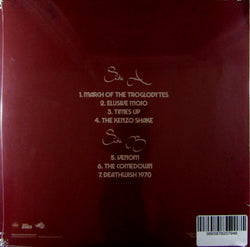 Side A
1. MARCH OF THE TROGLODYTES
2. ELUSIVE MOJO
3. TIMES UP
4. THE KENZO SHAKE
Side B
5. VENOM
6. THE COMEDOWN
7. DEATHWISH 1970